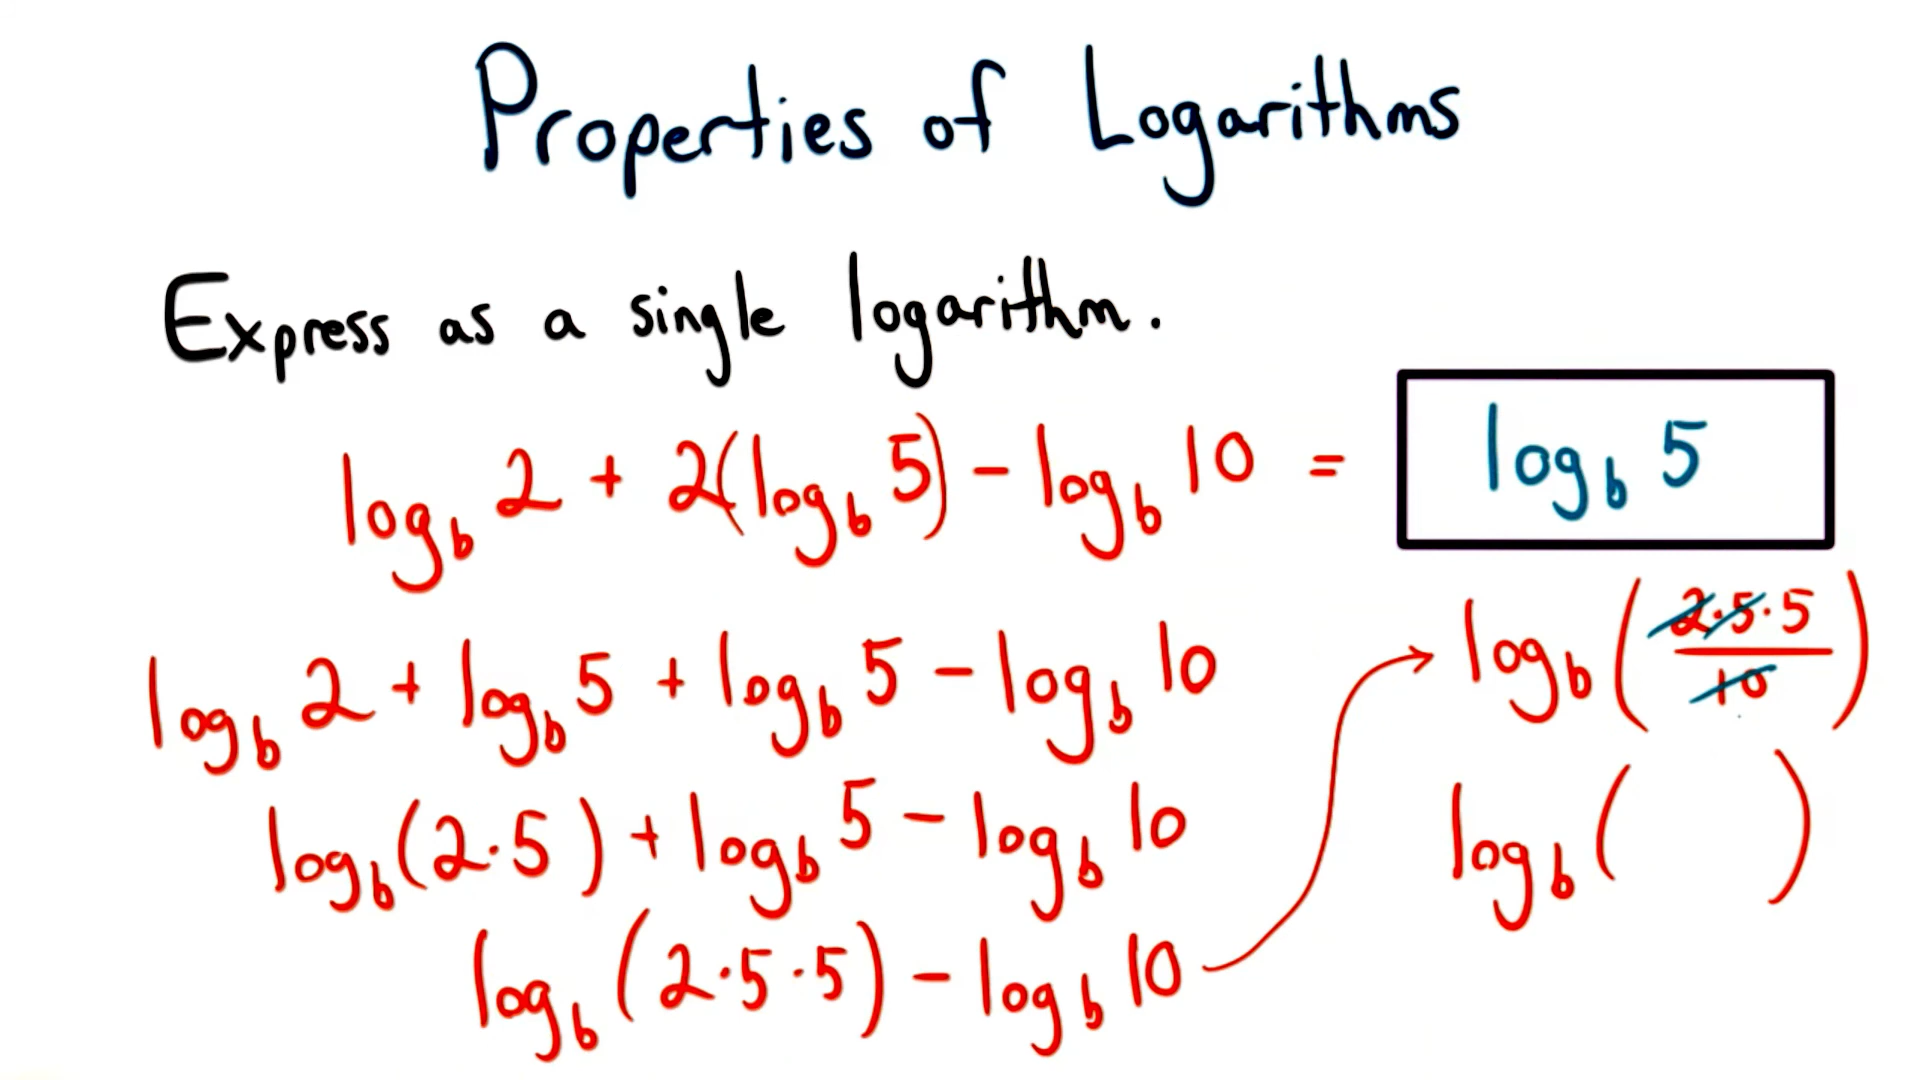 Properties of Logarithms
Express as a single logarithm.
log_b 2 + 2(log_b 5) - log_b 10 = log_b 5
log_b 2 + log_b 5 + log_b 5 - log_b 10
log_b (2·5) + log_b 5 - log_b 10
log_b (2·5·5) - log_b 10
log_b (2·5·5 / 10)
log_b ( )